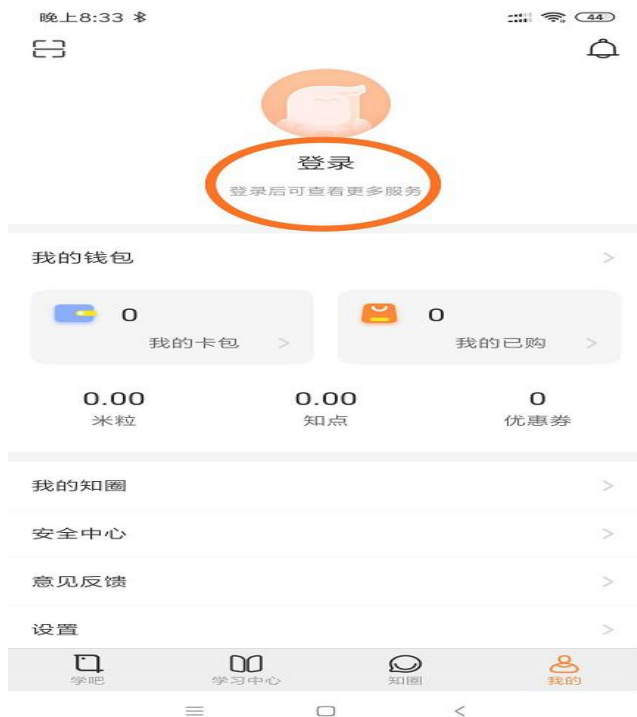 晚上8:33
44
登录
登录后可查看更多服务
我的钱包
0
我的卡包
0
我的已购
0.00
米粒
0.00
知点
0
优惠券
我的知圈
安全中心
意见反馈
设置
学吧
学习中心
知圈
我的